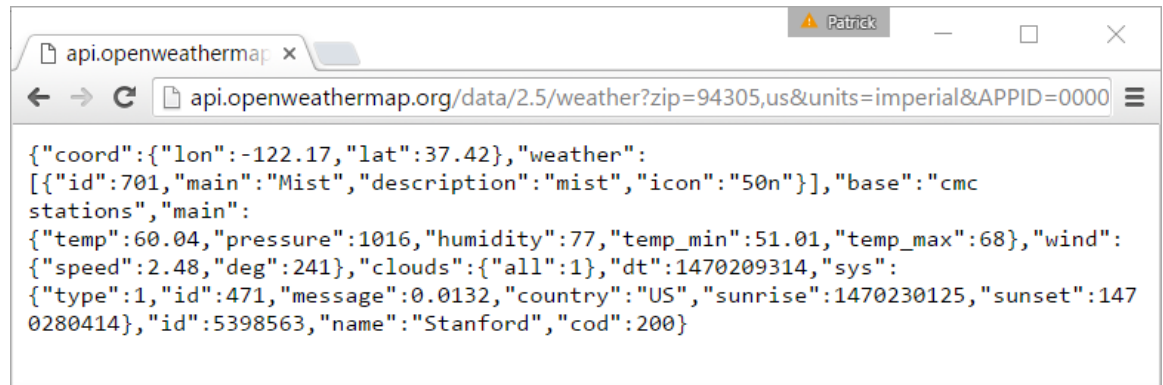 Patrick
api.openweathermap
api.openweathermap.org/data/2.5/weather?zip=94305,us&units=imperial&APPID=0000
{"coord":{"lon":-122.17,"lat":37.42},"weather":
[{"id":701,"main":"Mist","description":"mist","icon":"50n"}],"base":"cmc
stations","main":
{"temp":60.04,"pressure":1016,"humidity":77,"temp_min":51.01,"temp_max":68},"wind":
{"speed":2.48,"deg":241},"clouds":{"all":1},"dt":1470209314,"sys":
{"type":1,"id":471,"message":0.0132,"country":"US","sunrise":1470230125,"sunset":147
0280414},"id":5398563,"name":"Stanford","cod":200}